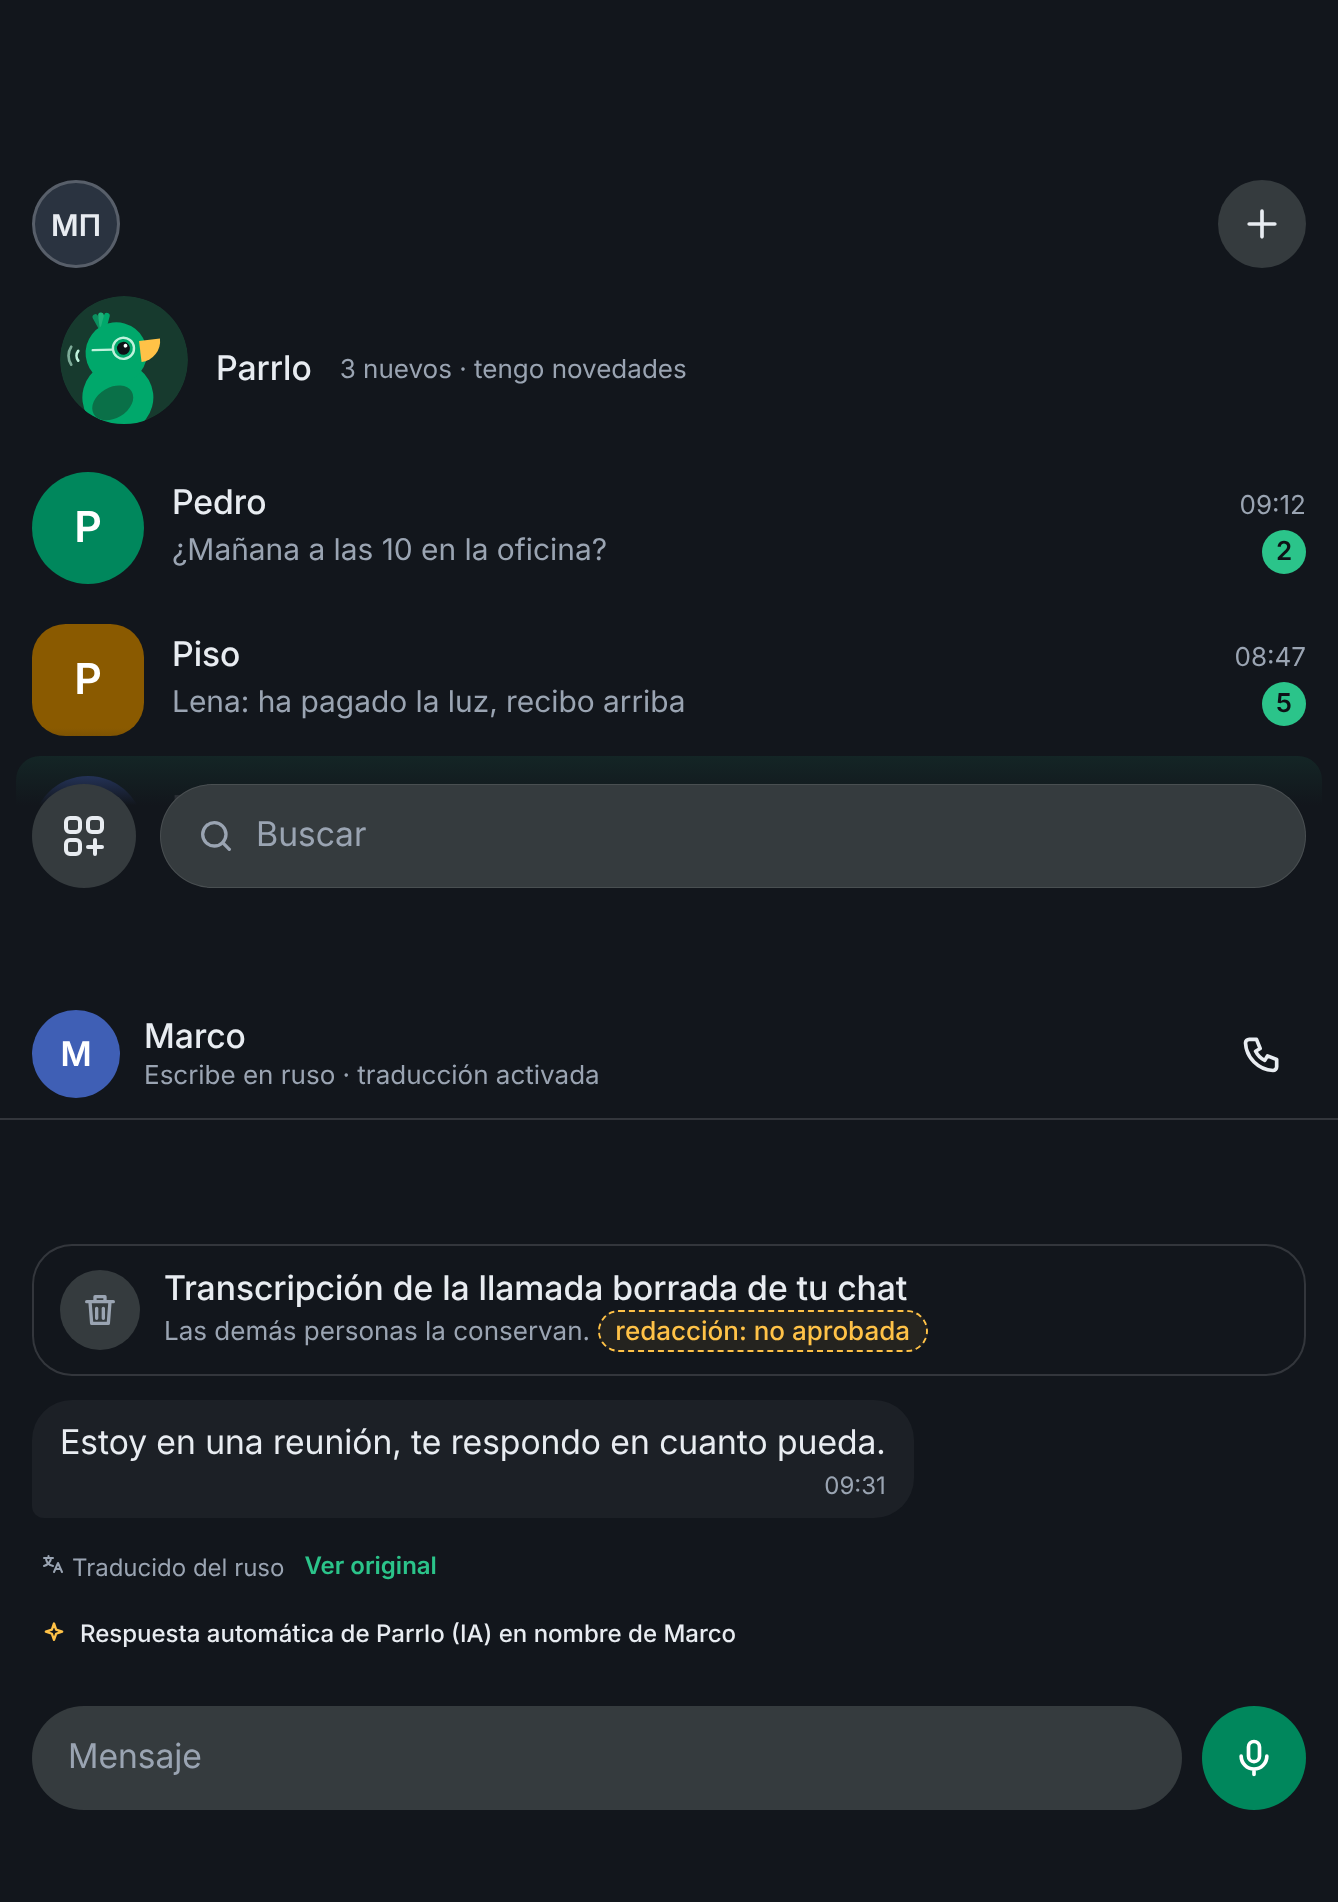 МП
Parrlo 3 nuevos · tengo novedades
P
Pedro
09:12
¿Mañana a las 10 en la oficina?
2
P
Piso
08:47
Lena: ha pagado la luz, recibo arriba
5
Buscar
M
Marco
Escribe en ruso · traducción activada
Transcripción de la llamada borrada de tu chat
Las demás personas la conservan. redacción: no aprobada
Estoy en una reunión, te respondo en cuanto pueda.
09:31
Traducido del ruso Ver original
Respuesta automática de Parrlo (IA) en nombre de Marco
Mensaje